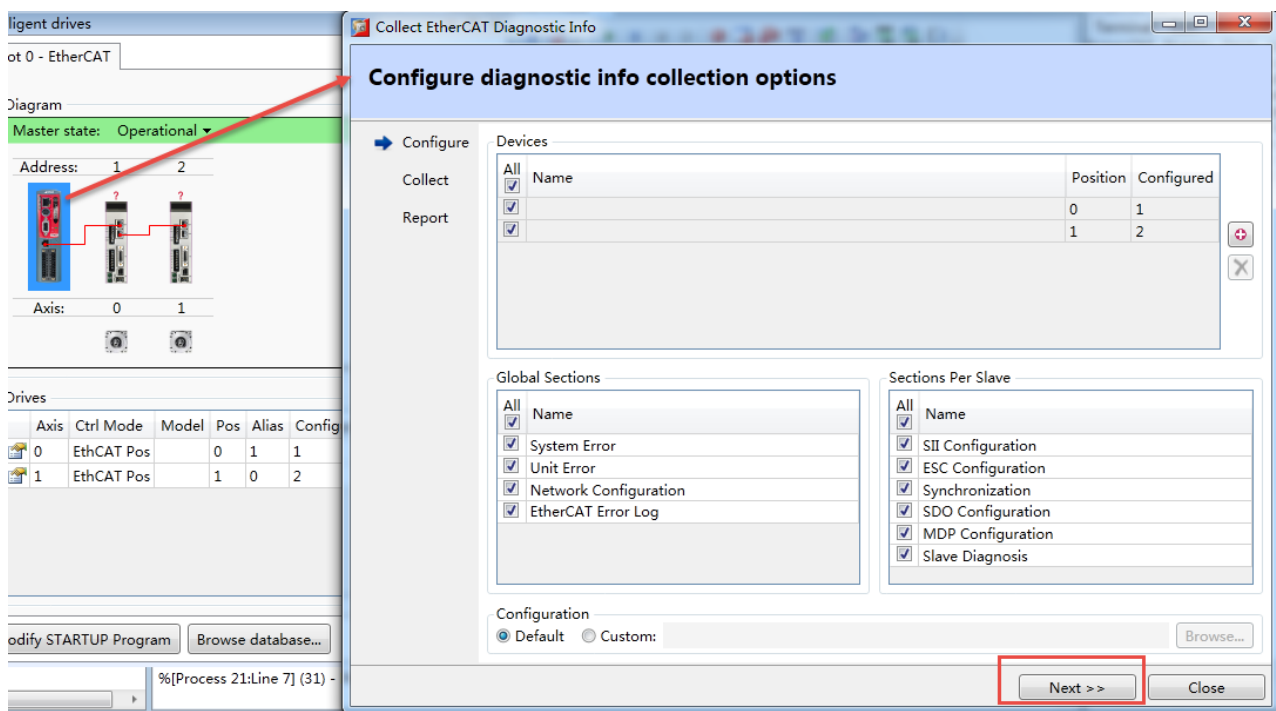 lligent drives
ot 0 - EtherCAT
Diagram
Master state: Operational
Address: 1 2
? ?
Axis: 0 1
Drives
Axis Ctrl Mode Model Pos Alias Config
0 EthCAT Pos 0 1 1
1 EthCAT Pos 1 0 2
odify STARTUP Program Browse database...
%[Process 21:Line 7] (31) -
Collect EtherCAT Diagnostic Info
Configure diagnostic info collection options
Configure
Collect
Report
Devices
All Name Position Configured
0 1
1 2
Global Sections
All Name
System Error
Unit Error
Network Configuration
EtherCAT Error Log
Sections Per Slave
All Name
SII Configuration
ESC Configuration
Synchronization
SDO Configuration
MDP Configuration
Slave Diagnosis
Configuration
Default Custom: Browse...
Next >> Close